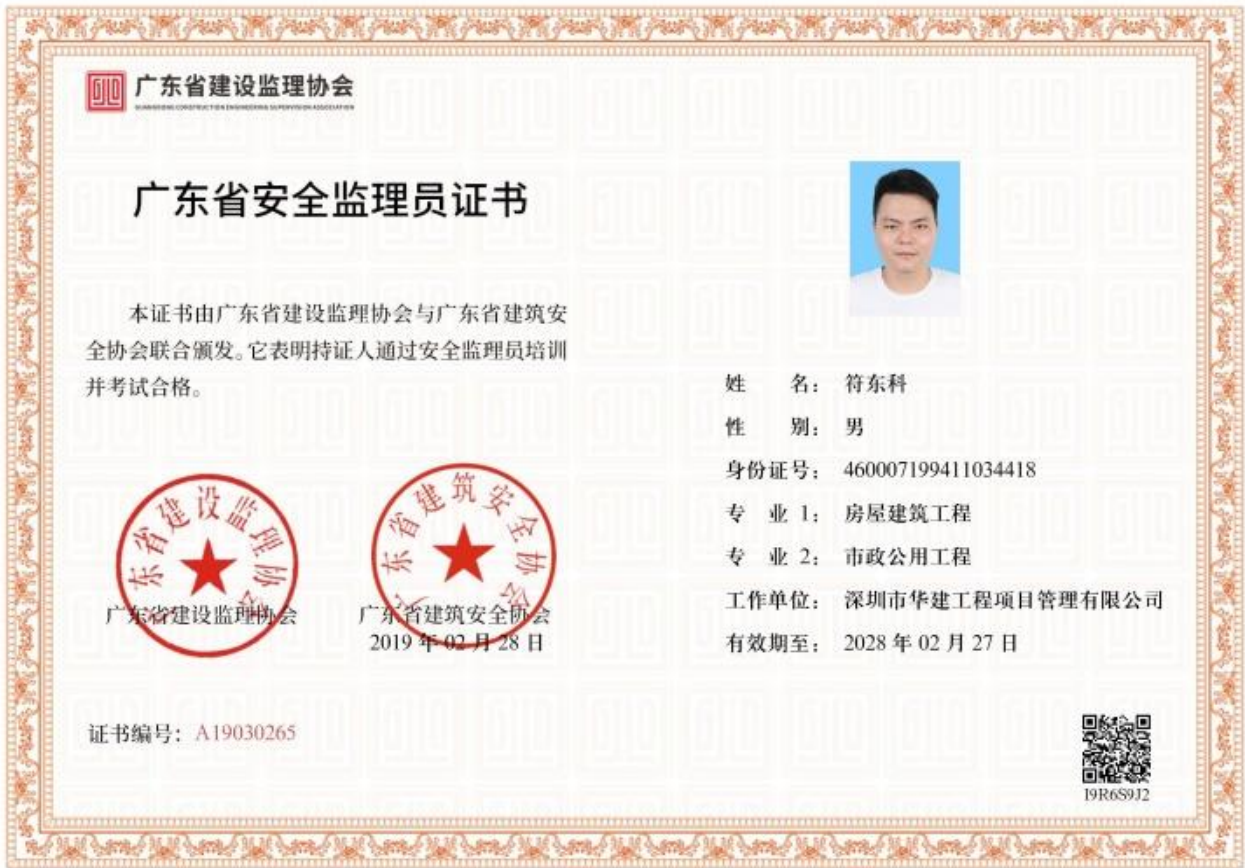 广东省建设监理协会
GUANGDONG CONSTRUCTION ENGINEERING SUPERVISION ASSOCIATION
广东省安全监理员证书
本证书由广东省建设监理协会与广东省建筑安
全协会联合颁发。它表明持证人通过安全监理员培训
并考试合格。
广东省建设监理协会
广东省建筑安全协会
广东省建设监理协会
广东省建筑安全协会
2019 年 02 月 28 日
证书编号：A19030265
姓 名：符东科
性 别：男
身份证号：460007199411034418
专 业 1：房屋建筑工程
专 业 2：市政公用工程
工作单位：深圳市华建工程项目管理有限公司
有效期至：2028 年 02 月 27 日
I9R6S9J2